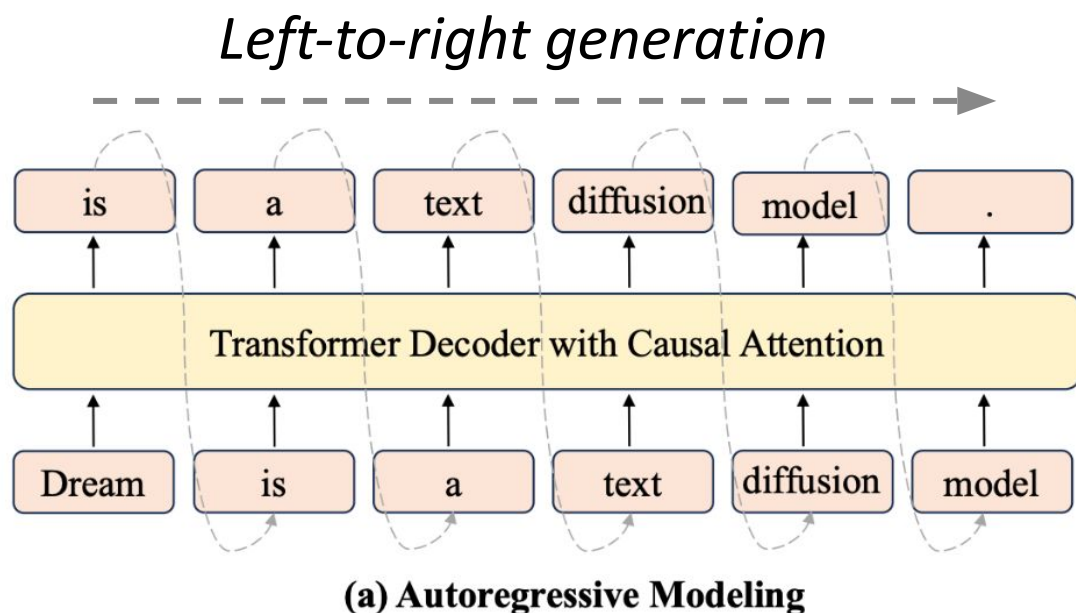 Left-to-right generation
is a text diffusion model .
Transformer Decoder with Causal Attention
Dream is a text diffusion model
(a) Autoregressive Modeling